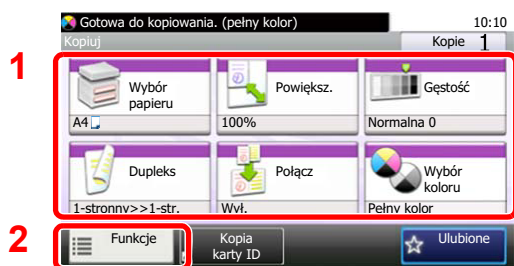 Gotowa do kopiowania. (pełny kolor) 10:10
Kopiuj Kopie 1
1
Wybór papieru
Powiększ.
Gęstość
A4 100% Normalna 0
Dupleks
Połącz
Wybór koloru
1-stronny>>1-str. Wył. Pełny kolor
2
Funkcje
Kopia karty ID
Ulubione